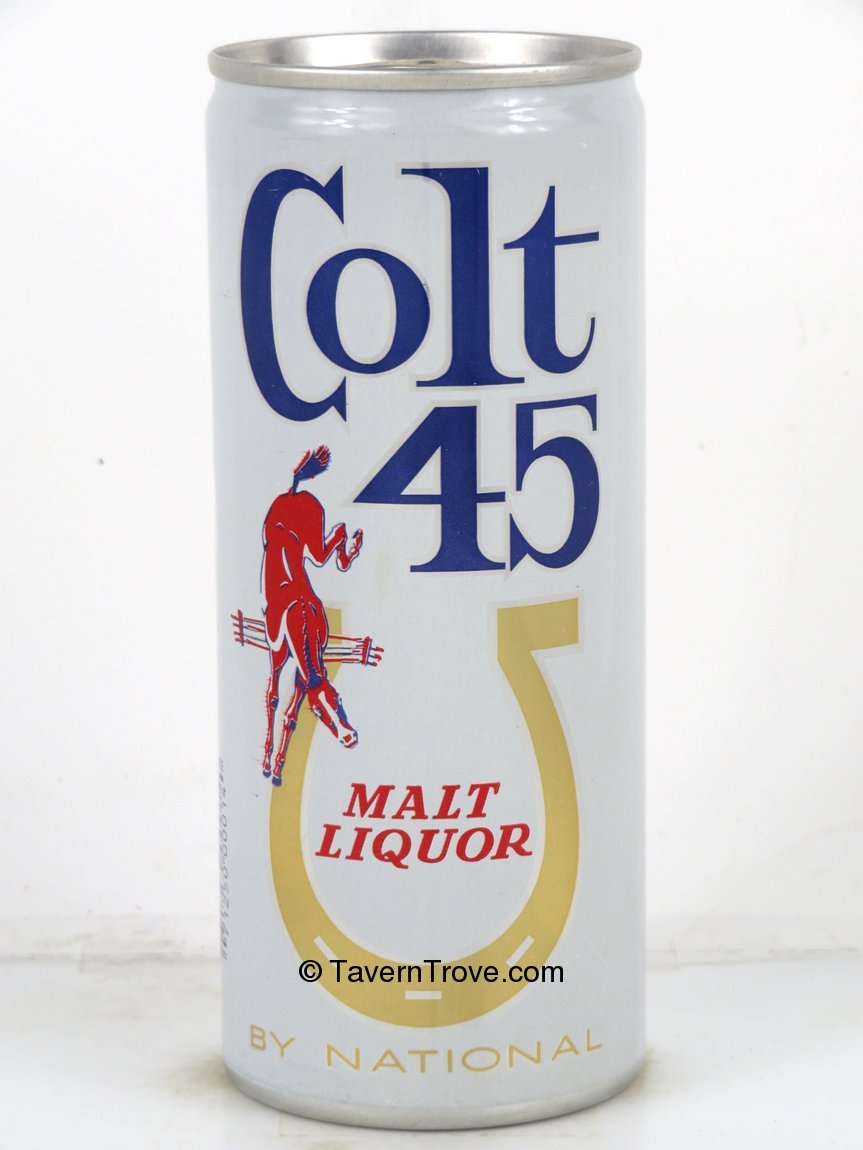 Colt
45
MALT
LIQUOR
© TavernTrove.com
BY NATIONAL